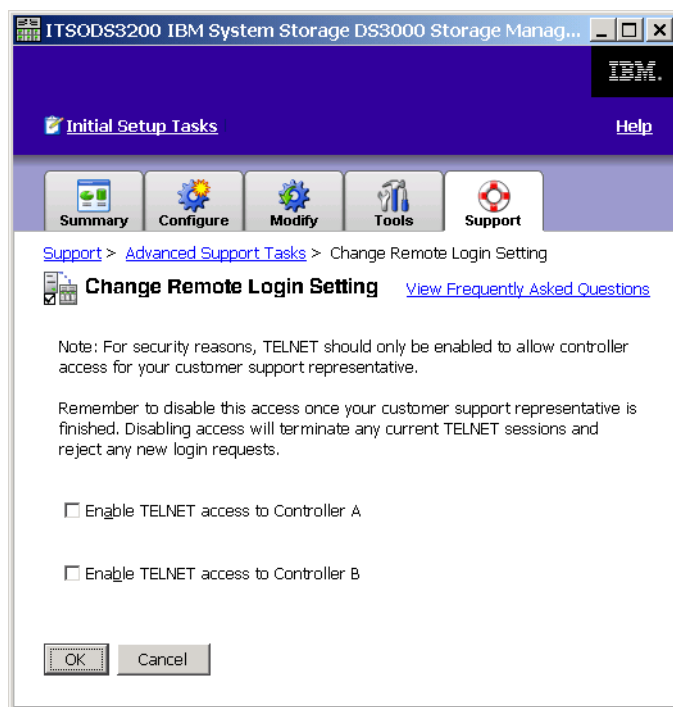 ITSODS3200 IBM System Storage DS3000 Storage Manag...
IBM.
Initial Setup Tasks
Help
Summary
Configure
Modify
Tools
Support
Support > Advanced Support Tasks > Change Remote Login Setting
Change Remote Login Setting
View Frequently Asked Questions
Note: For security reasons, TELNET should only be enabled to allow controller
access for your customer support representative.
Remember to disable this access once your customer support representative is
finished. Disabling access will terminate any current TELNET sessions and
reject any new login requests.
Enable TELNET access to Controller A
Enable TELNET access to Controller B
OK
Cancel